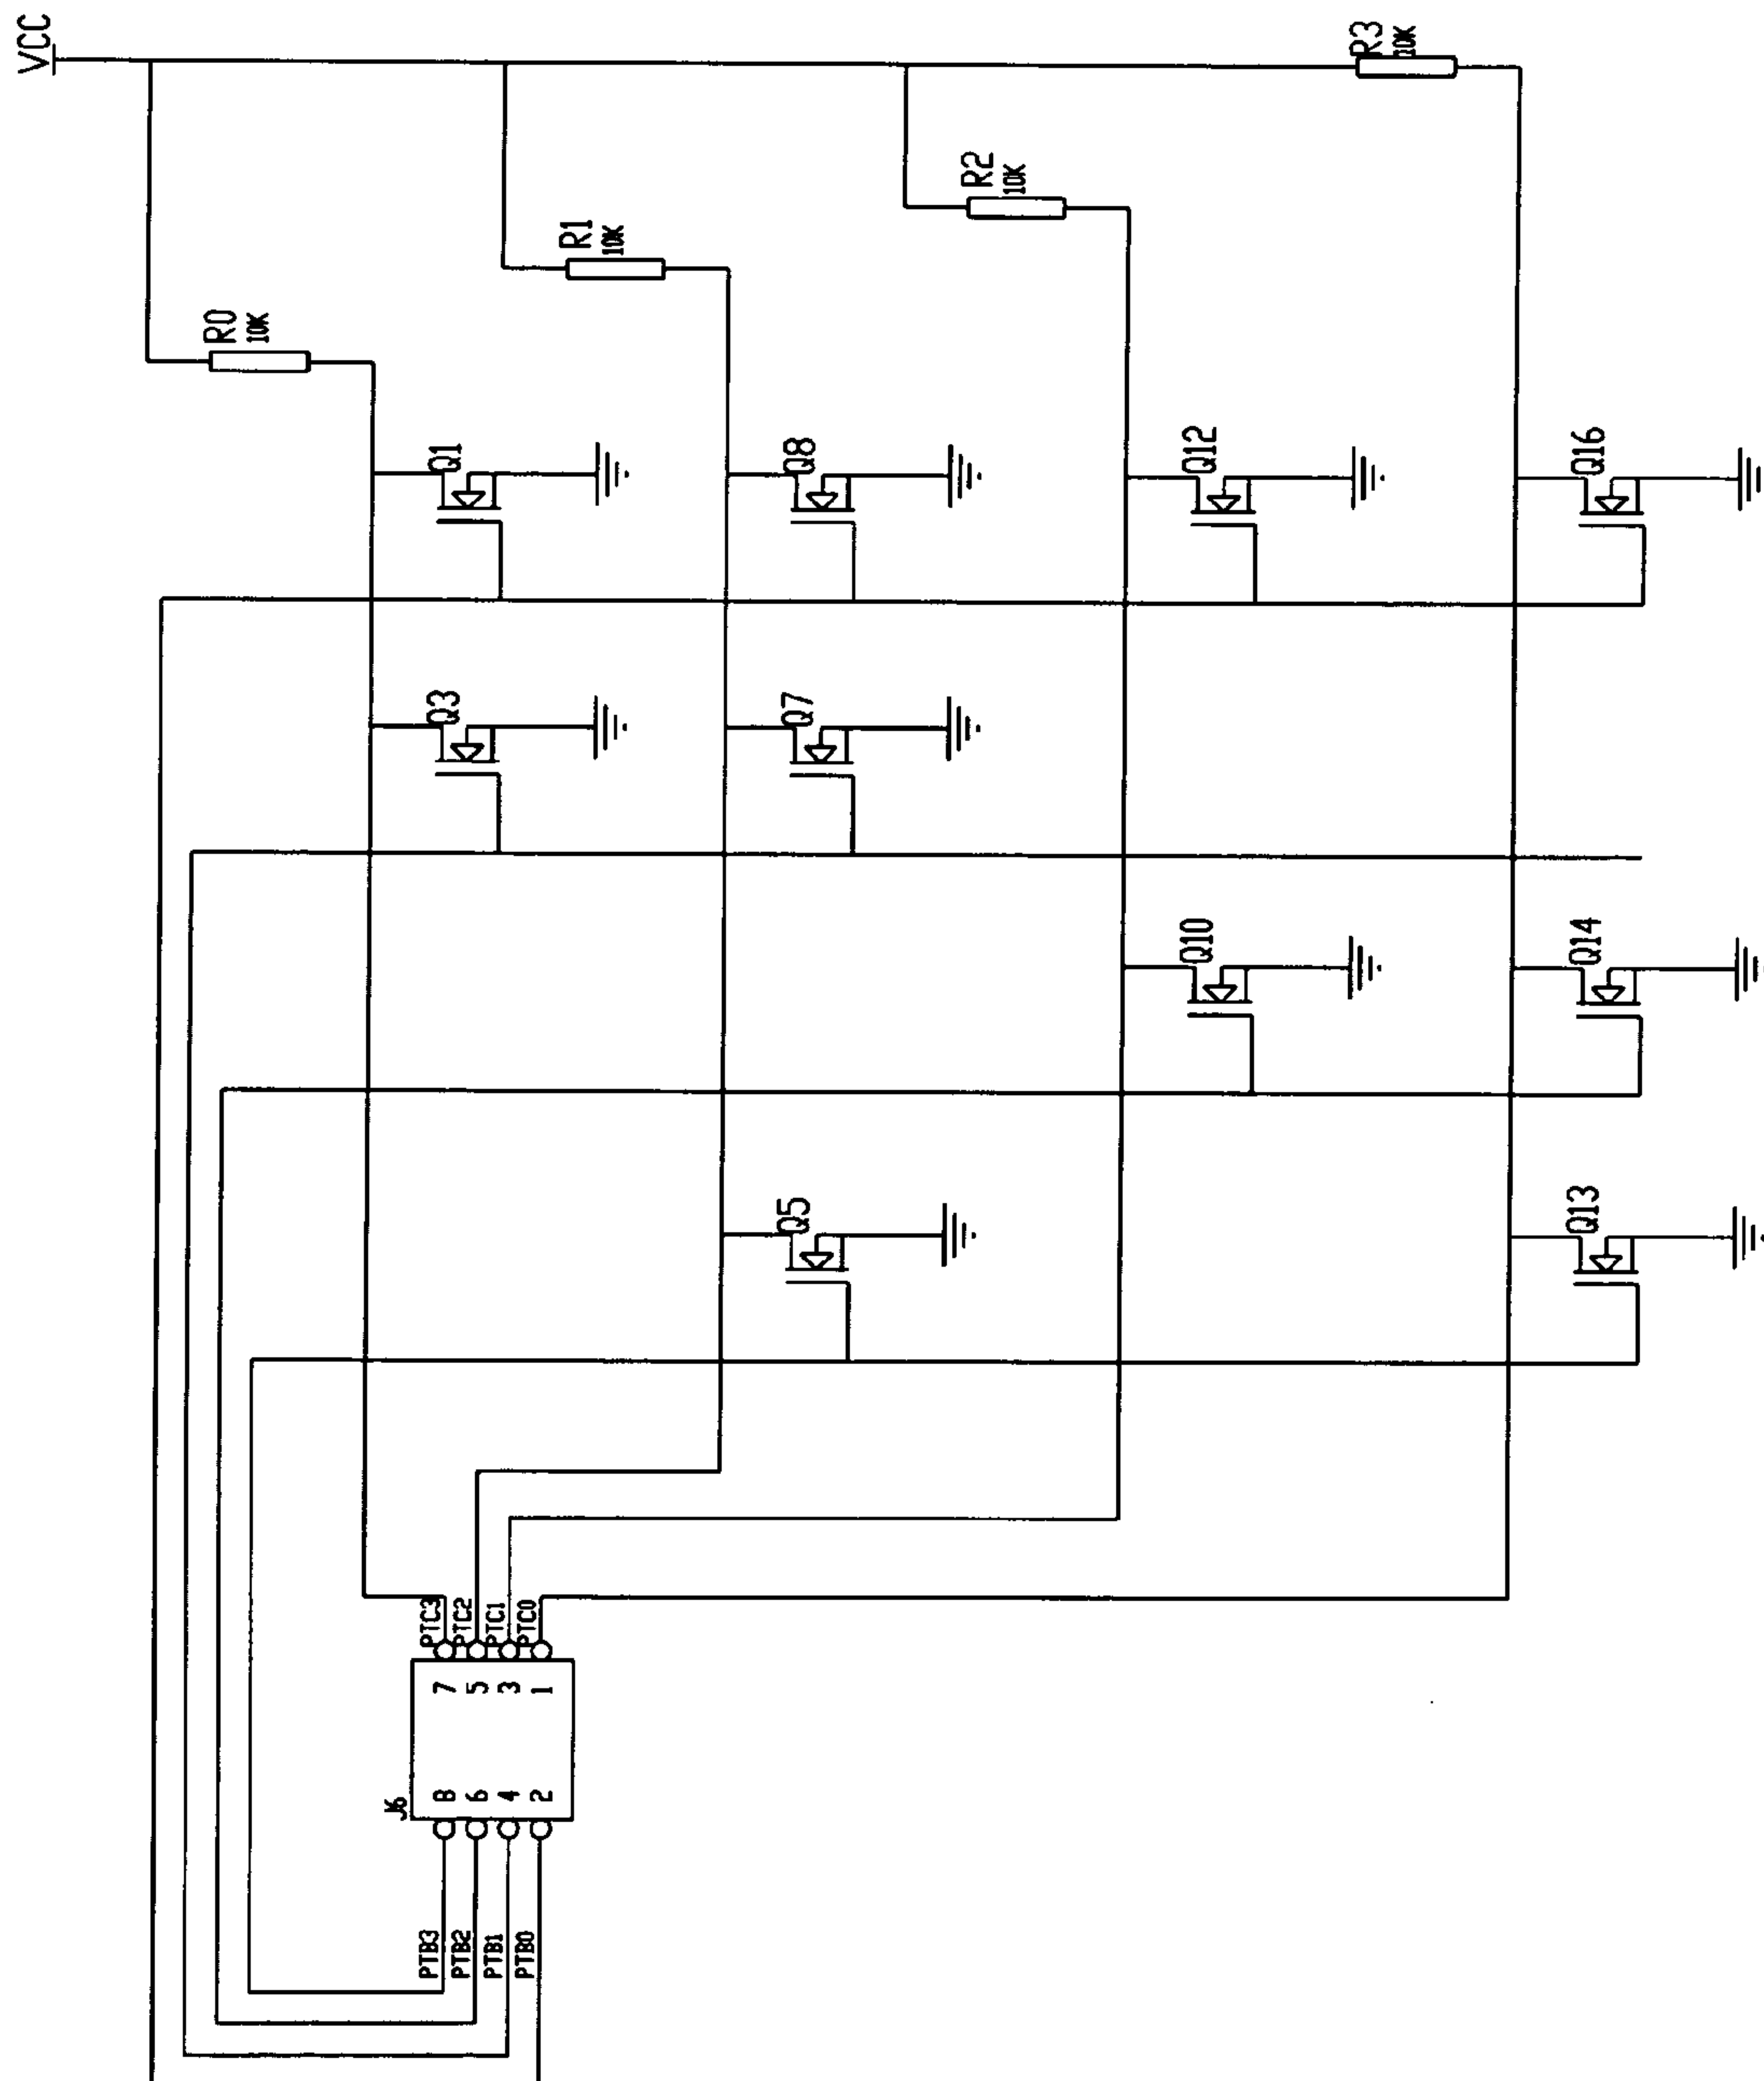 VCC
R3
10K
R2
10K
R1
10K
R0
10K
Q1
Q8
Q12
Q16
Q3
Q7
Q10
Q14
Q5
Q13
PTC3
PTC2
PTC1
PTC0
7
5
3
1
J6
8
6
4
2
PTB3
PTB2
PTB1
PTB0